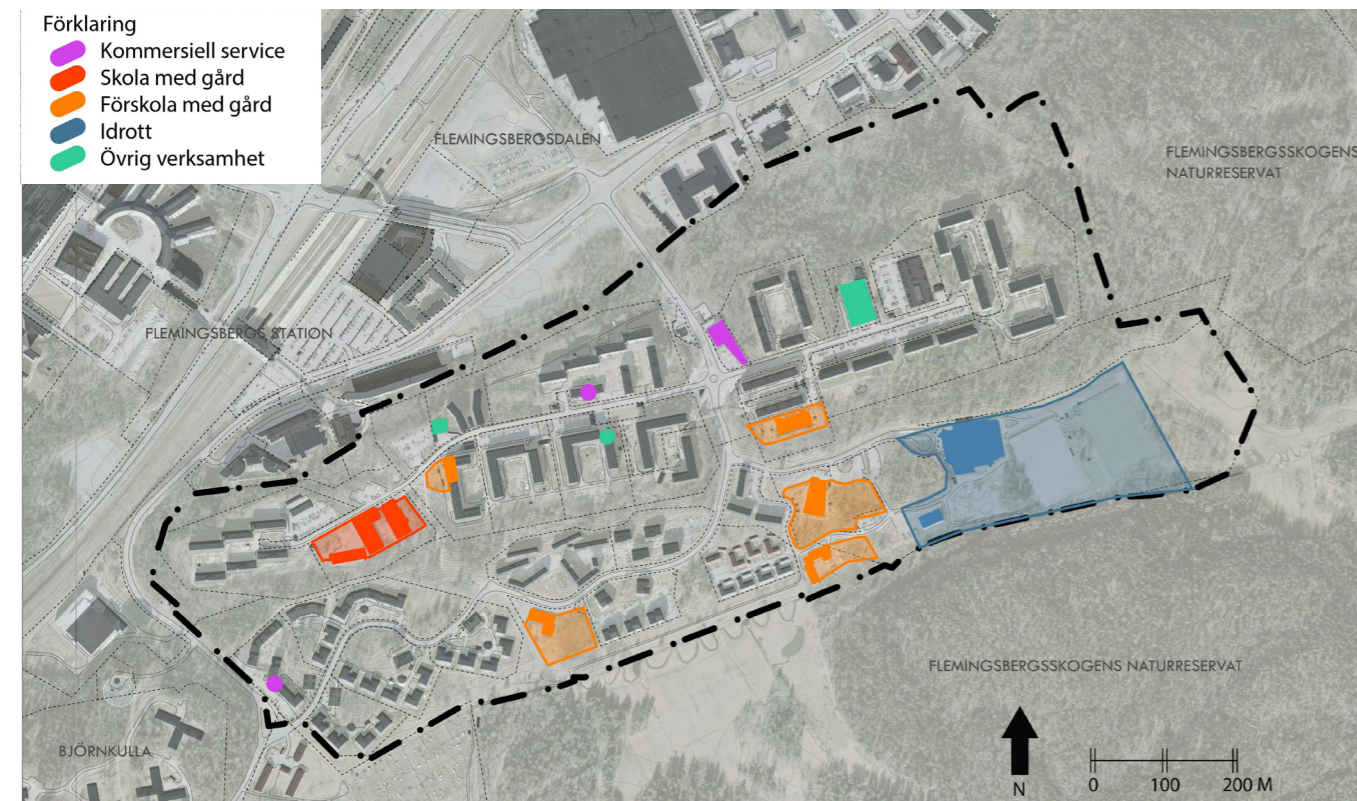 Förklaring
Kommersiell service
Skola med gård
Förskola med gård
Idrott
Övrig verksamhet
FLEMINGSBERGSDALEN
FLEMINGSBERGSSKOGENS
NATURRESERVAT
FLEMINGSBERGS STATION
FLEMINGSBERGSSKOGENS NATURRESERVAT
BJÖRNKULLA
N
0 100 200 M